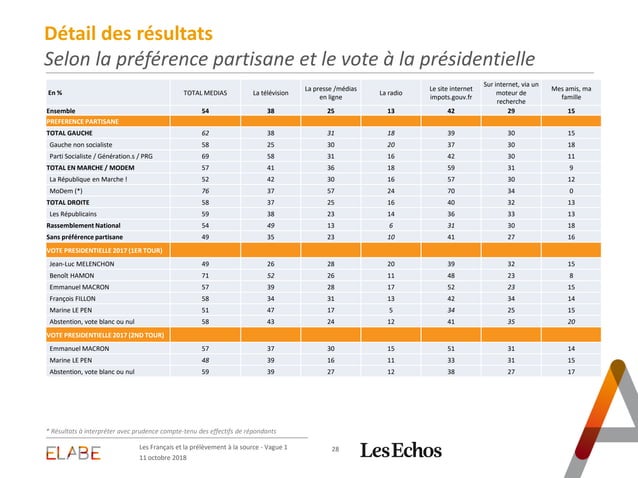 Détail des résultats
Selon la préférence partisane et le vote à la présidentielle
En % TOTAL MEDIAS La télévision La presse /médias en ligne La radio Le site internet impots.gouv.fr Sur internet, via un moteur de recherche Mes amis, ma famille
Ensemble 54 38 25 13 42 29 15
PREFERENCE PARTISANE
TOTAL GAUCHE 62 38 31 18 39 30 15
Gauche non socialiste 58 25 30 20 37 30 18
Parti Socialiste / Génération.s / PRG 69 58 31 16 42 30 11
TOTAL EN MARCHE / MODEM 57 41 36 18 59 31 9
La République en Marche ! 52 42 30 16 57 30 12
MoDem (*) 76 37 57 24 70 34 0
TOTAL DROITE 58 37 25 16 40 32 13
Les Républicains 59 38 23 14 36 33 13
Rassemblement National 54 49 13 6 31 30 18
Sans préférence partisane 49 35 23 10 41 27 16
VOTE PRESIDENTIELLE 2017 (1ER TOUR)
Jean-Luc MELENCHON 49 26 28 20 39 32 15
Benoît HAMON 71 52 26 11 48 23 8
Emmanuel MACRON 57 39 28 17 52 23 15
François FILLON 58 34 31 13 42 34 14
Marine LE PEN 51 47 17 5 34 25 15
Abstention, vote blanc ou nul 58 43 24 12 41 35 20
VOTE PRESIDENTIELLE 2017 (2ND TOUR)
Emmanuel MACRON 57 37 30 15 51 31 14
Marine LE PEN 48 39 16 11 33 31 15
Abstention, vote blanc ou nul 59 39 27 12 38 27 17
* Résultats à interpréter avec prudence compte-tenu des effectifs de répondants
ELABE
Les Français et la prélèvement à la source - Vague 1
11 octobre 2018
28
Les Echos